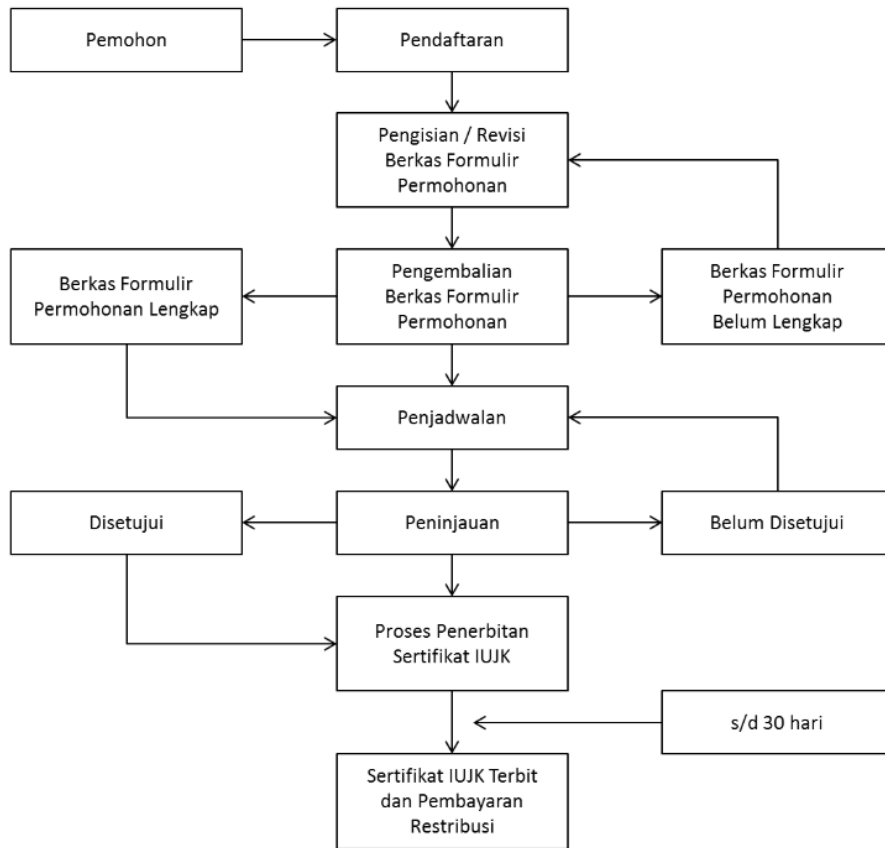 Pemohon
Pendaftaran
Pengisian / Revisi
Berkas Formulir
Permohonan
Berkas Formulir
Permohonan Lengkap
Pengembalian
Berkas Formulir
Permohonan
Berkas Formulir
Permohonan
Belum Lengkap
Penjadwalan
Disetujui
Peninjauan
Belum Disetujui
Proses Penerbitan
Sertifikat IUJK
s/d 30 hari
Sertifikat IUJK Terbit
dan Pembayaran
Restribusi